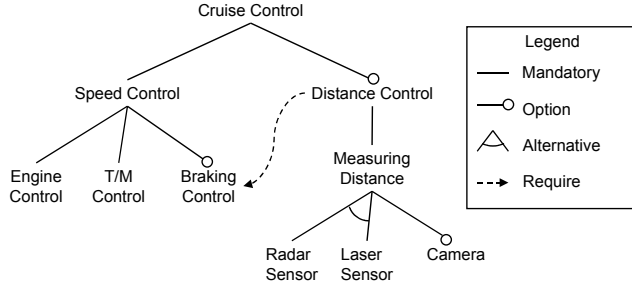 Cruise Control
Speed Control
Distance Control
Engine
Control
T/M
Control
Braking
Control
Measuring
Distance
Radar
Sensor
Laser
Sensor
Camera
Legend
Mandatory
Option
Alternative
Require